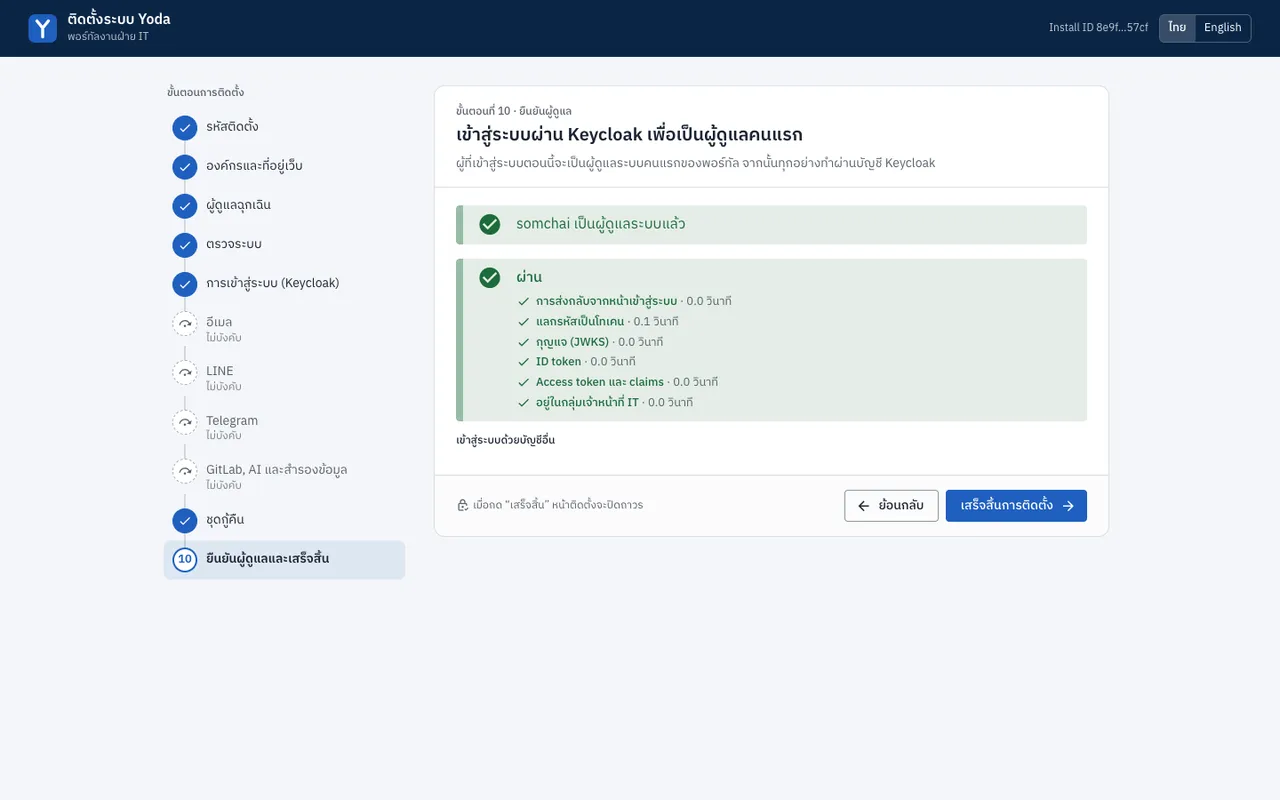 Y
ติดตั้งระบบ Yoda
พอร์ทัลงานฝ่าย IT
Install ID 8e9f…57cf
ไทย
English
ขั้นตอนการติดตั้ง
รหัสติดตั้ง
องค์กรและที่อยู่เว็บ
ผู้ดูแลฉุกเฉิน
ตรวจระบบ
การเข้าสู่ระบบ (Keycloak)
อีเมล
ไม่บังคับ
LINE
ไม่บังคับ
Telegram
ไม่บังคับ
GitLab, AI และสำรองข้อมูล
ไม่บังคับ
ชุดกู้คืน
10 ยืนยันผู้ดูแลและเสร็จสิ้น
ขั้นตอนที่ 10 · ยืนยันผู้ดูแล
เข้าสู่ระบบผ่าน Keycloak เพื่อเป็นผู้ดูแลคนแรก
ผู้ที่เข้าสู่ระบบตอนนี้จะเป็นผู้ดูแลระบบคนแรกของพอร์ทัล จากนั้นทุกอย่างทำผ่านบัญชี Keycloak
somchai เป็นผู้ดูแลระบบแล้ว
ผ่าน
การส่งกลับจากหน้าเข้าสู่ระบบ · 0.0 วินาที
แลกรหัสเป็นโทเคน · 0.1 วินาที
กุญแจ (JWKS) · 0.0 วินาที
ID token · 0.0 วินาที
Access token และ claims · 0.0 วินาที
อยู่ในกลุ่มเจ้าหน้าที่ IT · 0.0 วินาที
เข้าสู่ระบบด้วยบัญชีอื่น
เมื่อกด “เสร็จสิ้น” หน้าติดตั้งจะปิดถาวร
ย้อนกลับ
เสร็จสิ้นการติดตั้ง